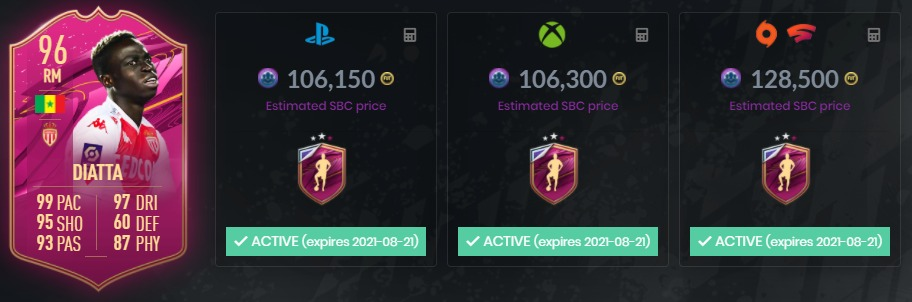 96
RM
DIATTA
99 PAC 97 DRI
95 SHO 60 DEF
93 PAS 87 PHY
106,150
Estimated SBC price
ACTIVE (expires 2021-08-21)
106,300
Estimated SBC price
ACTIVE (expires 2021-08-21)
128,500
Estimated SBC price
ACTIVE (expires 2021-08-21)